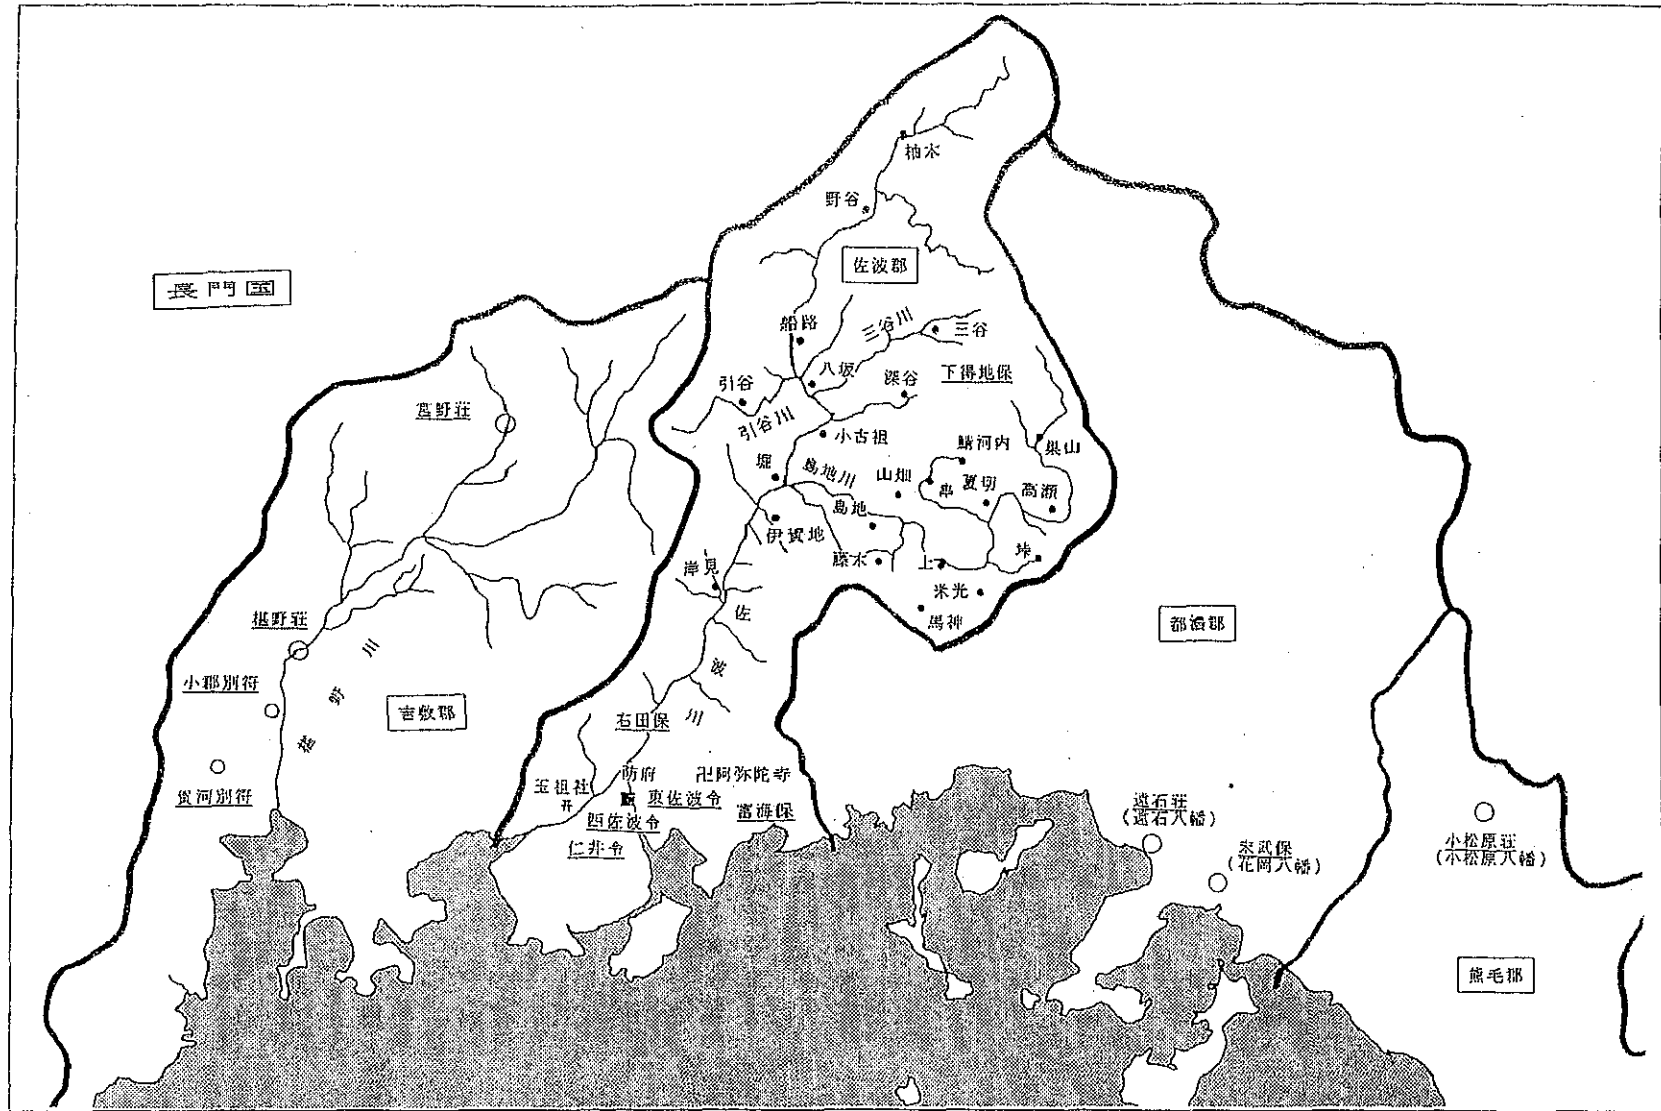 柚木
野谷
佐波郡
長門国
船路
三谷川
三谷
八坂
深谷
下得地保
引谷
引谷川
宮野荘
小古祖
鯖河内
巣山
堀
島地川
山畑
串
夏切
高瀬
島地
伊賀地
藤木
上
垰
岸見
米光
馬神
椹野荘
都濃郡
小郡別符
吉敷郡
椹野川
佐波川
右田保
賀河別符
玉祖社
防府
卍阿弥陀寺
東佐波令
西佐波令
富海保
仁井令
遠石荘
(遠石八幡)
末武保
(花岡八幡)
小松原荘
(小松原八幡)
熊毛郡